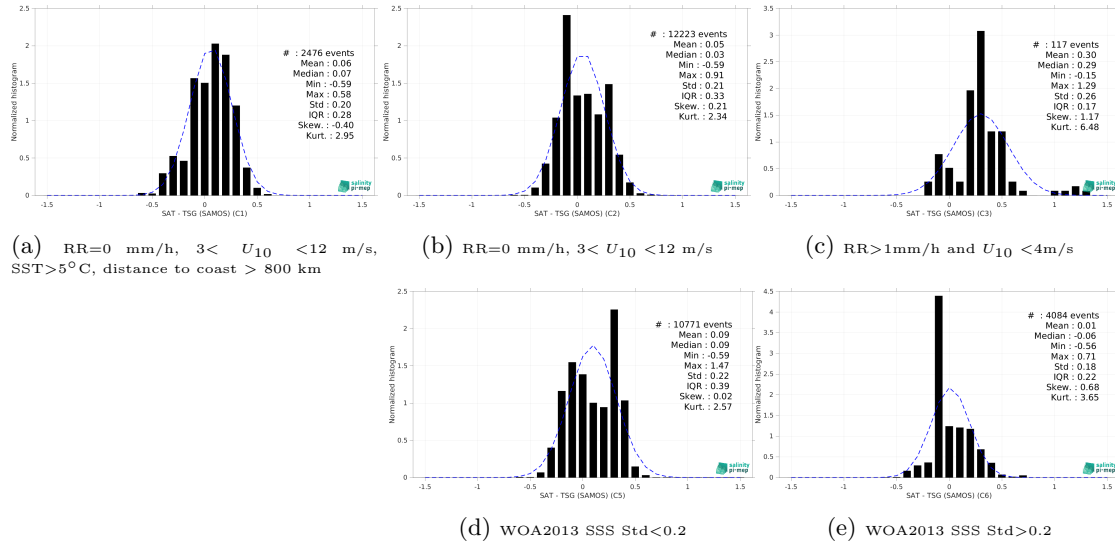 2.5
2
1.5
1
0.5
0
Normalized histogram
# : 2476 events
Mean : 0.06
Median : 0.07
Min : -0.59
Max : 0.58
Std : 0.20
IQR : 0.28
Skew. : -0.40
Kurt. : 2.95
salinity
pi-mep
-1.5 -1 -0.5 0 0.5 1 1.5
SAT - TSG (SAMOS) (C1)
(a) RR=0 mm/h, 3< U10 <12 m/s,
SST>5°C, distance to coast > 800 km
2.5
2
1.5
1
0.5
0
Normalized histogram
# : 12223 events
Mean : 0.05
Median : 0.03
Min : -0.59
Max : 0.91
Std : 0.21
IQR : 0.33
Skew. : 0.21
Kurt. : 2.34
salinity
pi-mep
-1.5 -1 -0.5 0 0.5 1 1.5
SAT - TSG (SAMOS) (C2)
(b) RR=0 mm/h, 3< U10 <12 m/s
3.5
3
2.5
2
1.5
1
0.5
0
Normalized histogram
# : 117 events
Mean : 0.30
Median : 0.29
Min : -0.15
Max : 1.29
Std : 0.26
IQR : 0.17
Skew. : 1.17
Kurt. : 6.48
salinity
pi-mep
-1.5 -1 -0.5 0 0.5 1 1.5
SAT - TSG (SAMOS) (C3)
(c) RR>1mm/h and U10 <4m/s
2.5
2
1.5
1
0.5
0
Normalized histogram
# : 10771 events
Mean : 0.09
Median : 0.09
Min : -0.59
Max : 1.47
Std : 0.22
IQR : 0.39
Skew. : 0.02
Kurt. : 2.57
salinity
pi-mep
-1.5 -1 -0.5 0 0.5 1 1.5
SAT - TSG (SAMOS) (C5)
(d) WOA2013 SSS Std<0.2
4.5
4
3.5
3
2.5
2
1.5
1
0.5
0
Normalized histogram
# : 4084 events
Mean : 0.01
Median : -0.06
Min : -0.56
Max : 0.71
Std : 0.18
IQR : 0.22
Skew. : 0.68
Kurt. : 3.65
salinity
pi-mep
-1.5 -1 -0.5 0 0.5 1 1.5
SAT - TSG (SAMOS) (C6)
(e) WOA2013 SSS Std>0.2